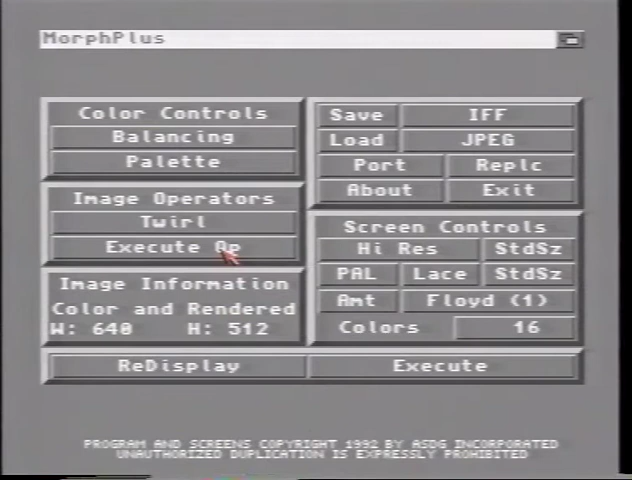 MorphPlus
Color Controls
Balancing
Palette
Image Operators
Twirl
Execute Op
Image Information
Color and Rendered
W: 640 H: 512
Save IFF
Load JPEG
Port Replc
About Exit
Screen Controls
Hi Res StdSz
PAL Lace StdSz
Amt Floyd (1)
Colors 16
ReDisplay Execute
PROGRAM AND SCREENS COPYRIGHT 1992 BY ASDG INCORPORATED
UNAUTHORIZED DUPLICATION IS EXPRESSLY PROHIBITED